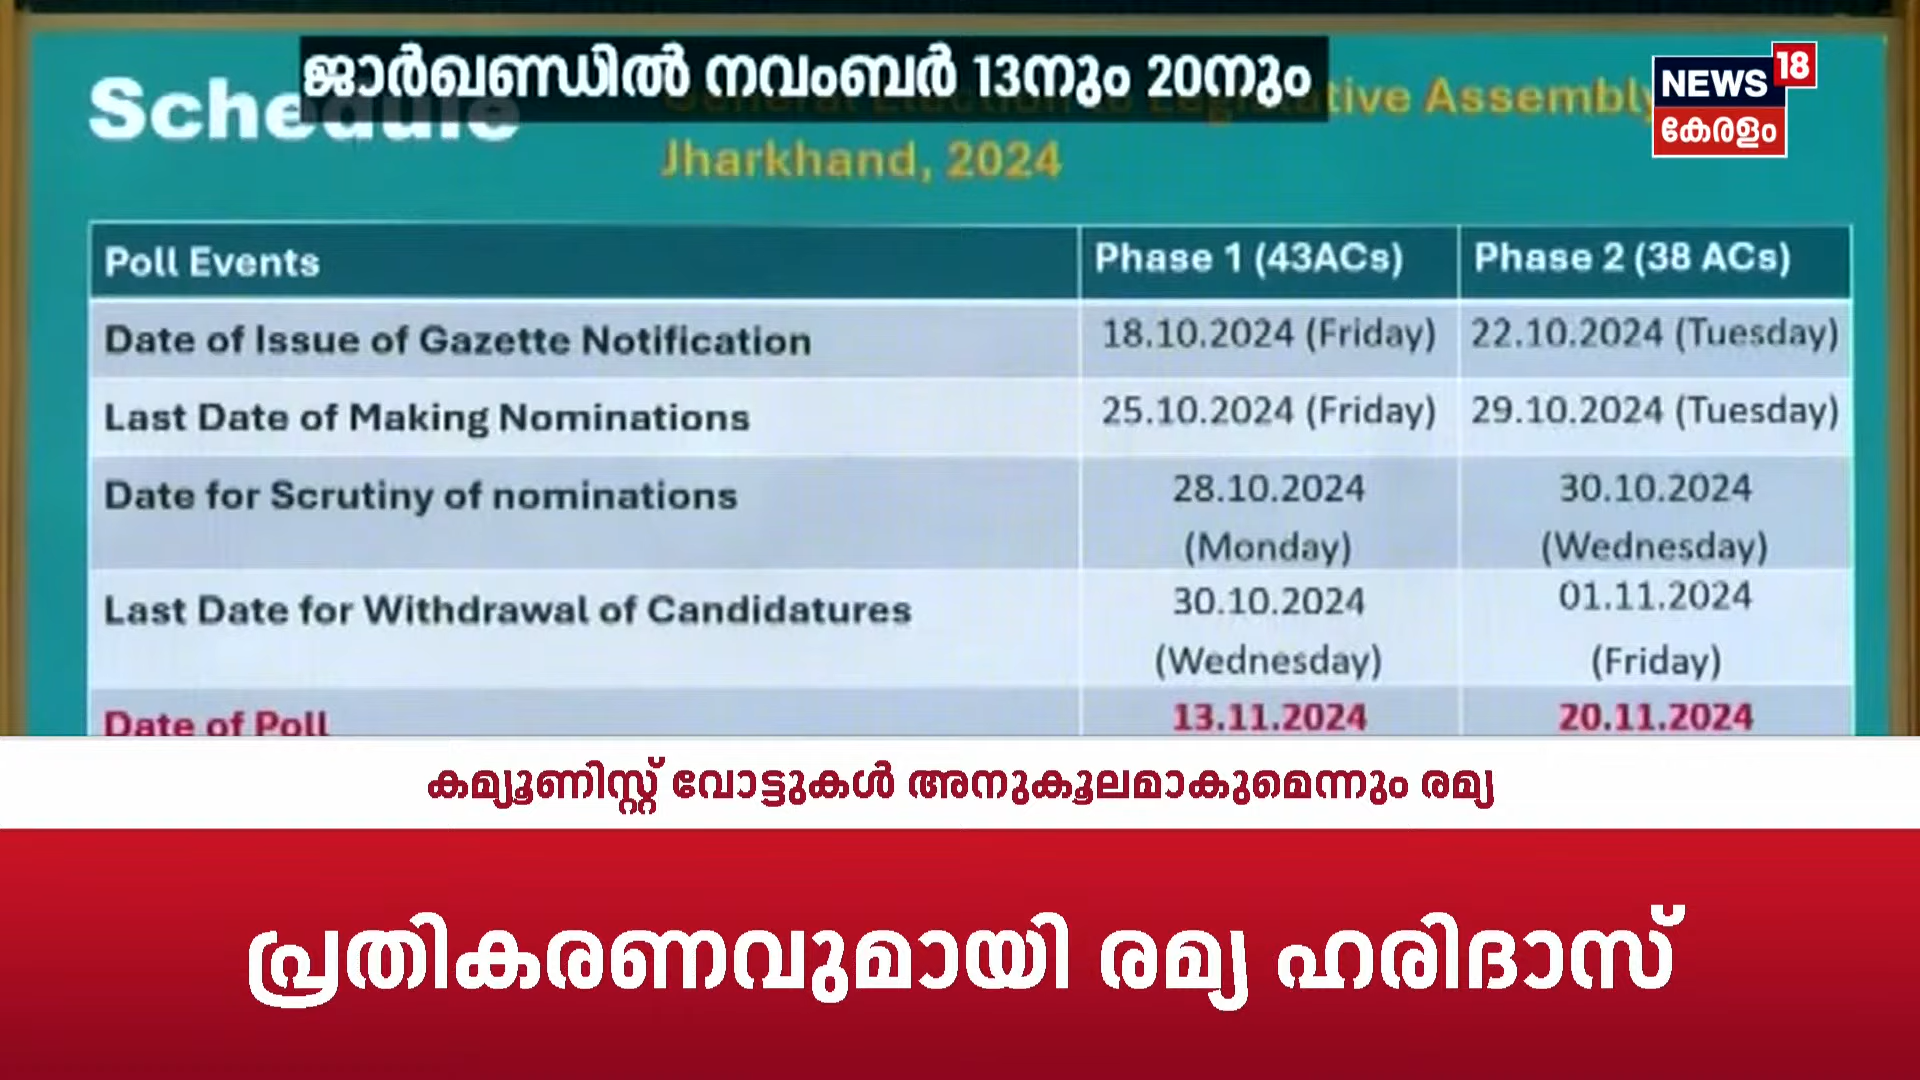 ജാർഖണ്ഡിൽ നവംബർ 13നും 20നും
NEWS 18
കേരളം
Schedule
tive Assembly
Jharkhand, 2024
Poll Events Phase 1 (43ACs) Phase 2 (38 ACs)
Date of Issue of Gazette Notification 18.10.2024 (Friday) 22.10.2024 (Tuesday)
Last Date of Making Nominations 25.10.2024 (Friday) 29.10.2024 (Tuesday)
Date for Scrutiny of nominations 28.10.2024 30.10.2024
(Monday) (Wednesday)
Last Date for Withdrawal of Candidatures 30.10.2024 01.11.2024
(Wednesday) (Friday)
Date of Poll 13.11.2024 20.11.2024
കമ്യൂണിസ്റ്റ് വോട്ടുകൾ അനുകൂലമാകുമെന്നും രമ്യ
പ്രതികരണവുമായി രമ്യ ഹരിദാസ്